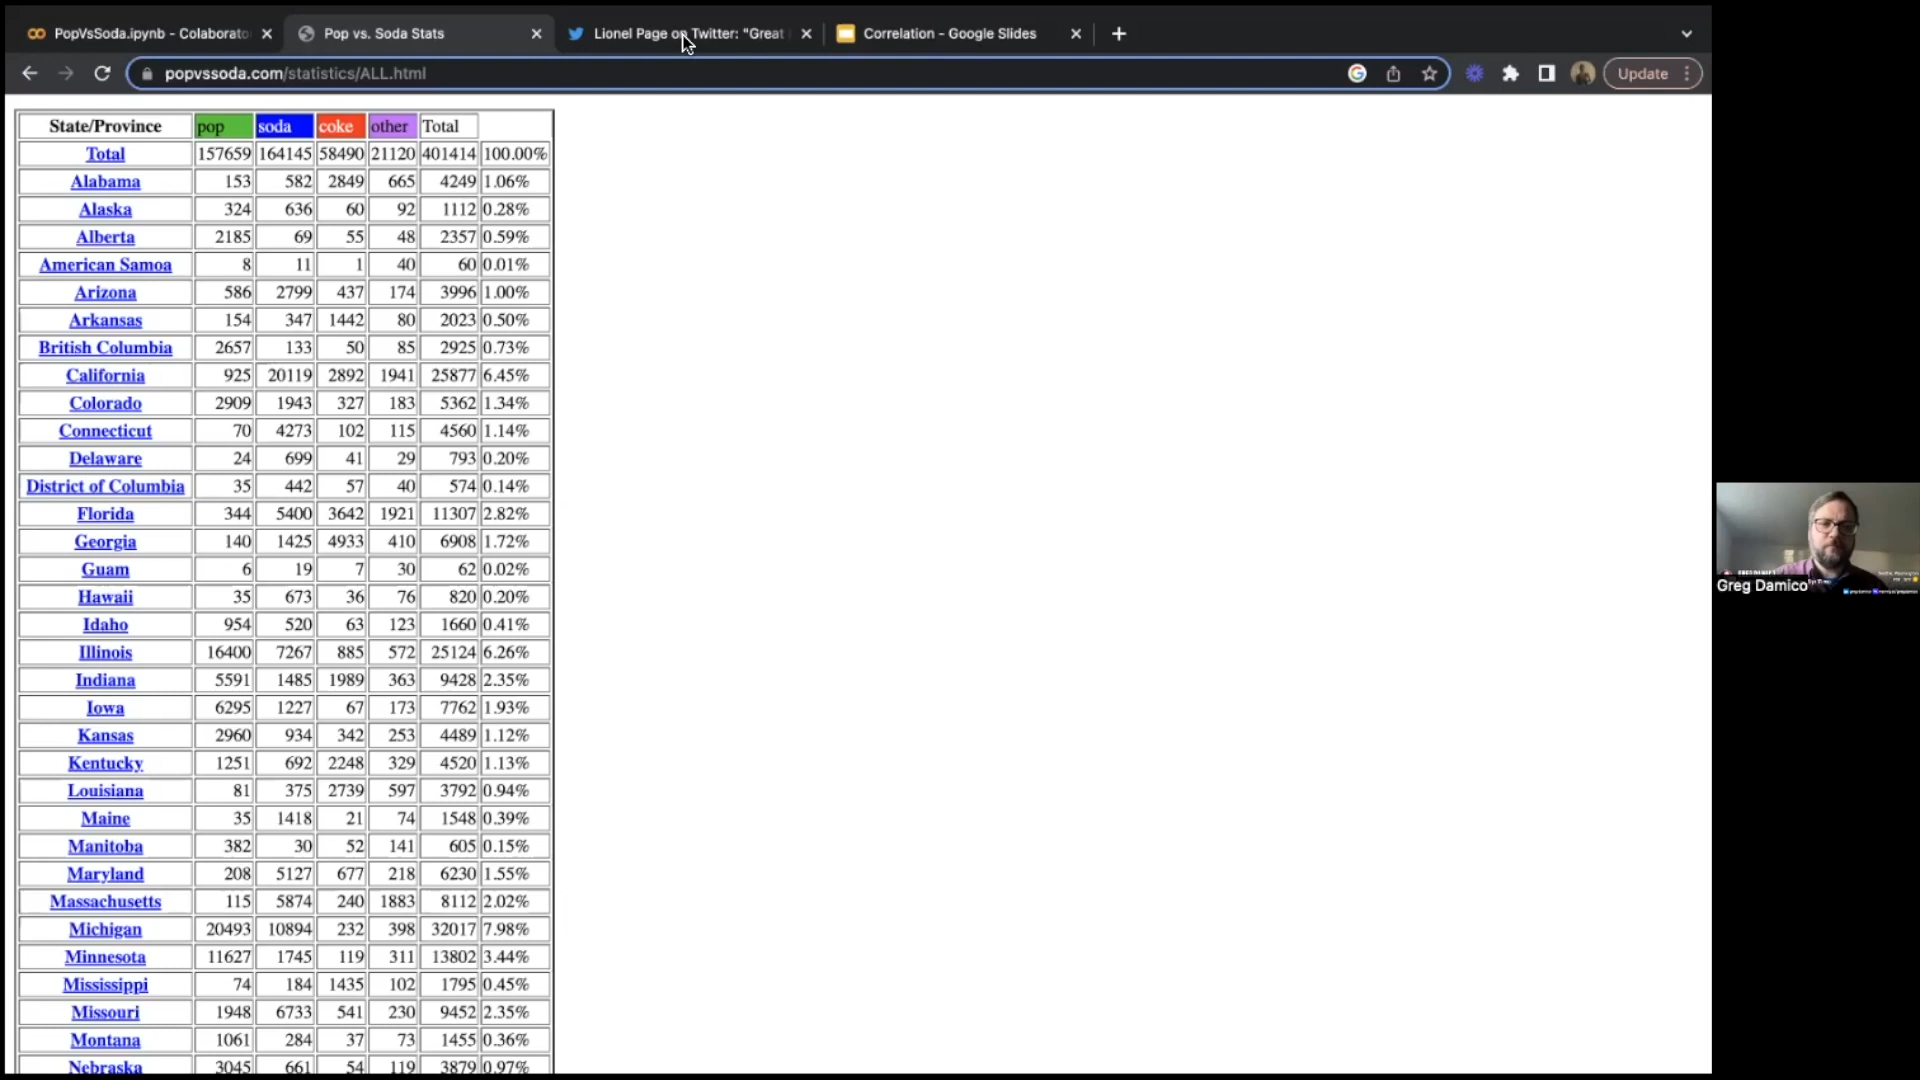 PopVsSoda.ipynb - Colaborato
Pop vs. Soda Stats
Lionel Page on Twitter: "Great
Correlation - Google Slides
popvssoda.com/statistics/ALL.html
Update
State/Province pop soda coke other Total
Total 157659 164145 58490 21120 401414 100.00%
Alabama 153 582 2849 665 4249 1.06%
Alaska 324 636 60 92 1112 0.28%
Alberta 2185 69 55 48 2357 0.59%
American Samoa 8 11 1 40 60 0.01%
Arizona 586 2799 437 174 3996 1.00%
Arkansas 154 347 1442 80 2023 0.50%
British Columbia 2657 133 50 85 2925 0.73%
California 925 20119 2892 1941 25877 6.45%
Colorado 2909 1943 327 183 5362 1.34%
Connecticut 70 4273 102 115 4560 1.14%
Delaware 24 699 41 29 793 0.20%
District of Columbia 35 442 57 40 574 0.14%
Florida 344 5400 3642 1921 11307 2.82%
Georgia 140 1425 4933 410 6908 1.72%
Guam 6 19 7 30 62 0.02%
Hawaii 35 673 36 76 820 0.20%
Idaho 954 520 63 123 1660 0.41%
Illinois 16400 7267 885 572 25124 6.26%
Indiana 5591 1485 1989 363 9428 2.35%
Iowa 6295 1227 67 173 7762 1.93%
Kansas 2960 934 342 253 4489 1.12%
Kentucky 1251 692 2248 329 4520 1.13%
Louisiana 81 375 2739 597 3792 0.94%
Maine 35 1418 21 74 1548 0.39%
Manitoba 382 30 52 141 605 0.15%
Maryland 208 5127 677 218 6230 1.55%
Massachusetts 115 5874 240 1883 8112 2.02%
Michigan 20493 10894 232 398 32017 7.98%
Minnesota 11627 1745 119 311 13802 3.44%
Mississippi 74 184 1435 102 1795 0.45%
Missouri 1948 6733 541 230 9452 2.35%
Montana 1061 284 37 73 1455 0.36%
Nebraska 3045 661 54 119 3879 0.97%
Greg Damico